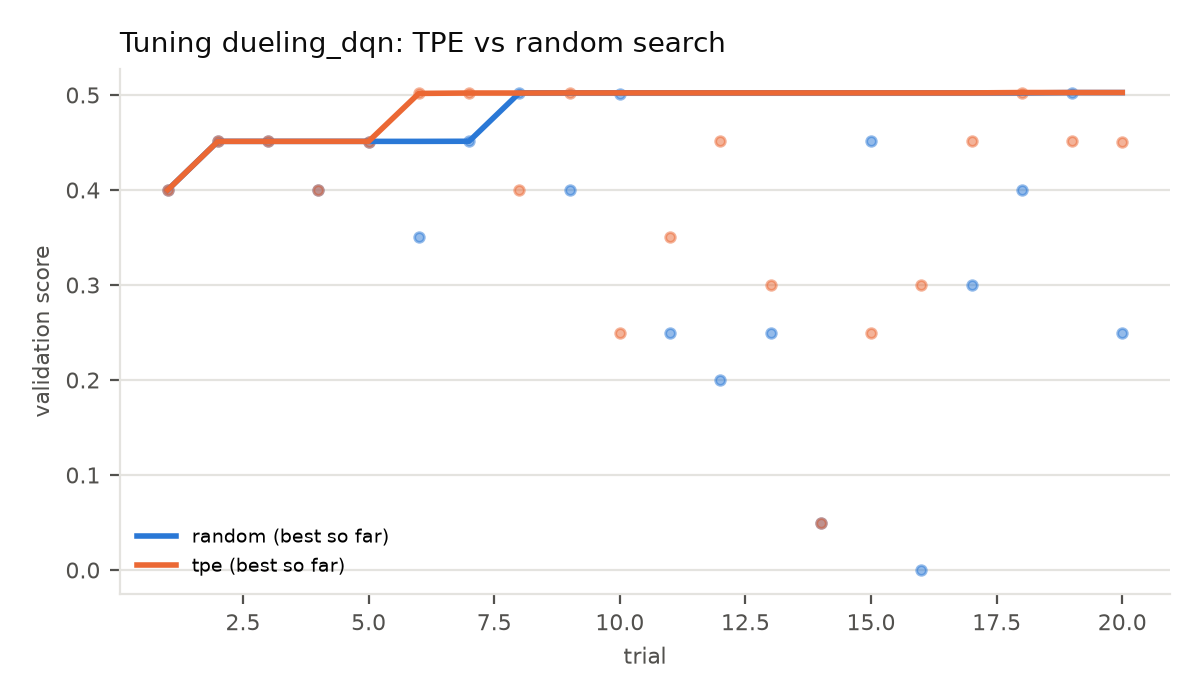 Tuning dueling_dqn: TPE vs random search
0.5
0.4
0.3
0.2
0.1
0.0
validation score
random (best so far)
tpe (best so far)
2.5 5.0 7.5 10.0 12.5 15.0 17.5 20.0
trial